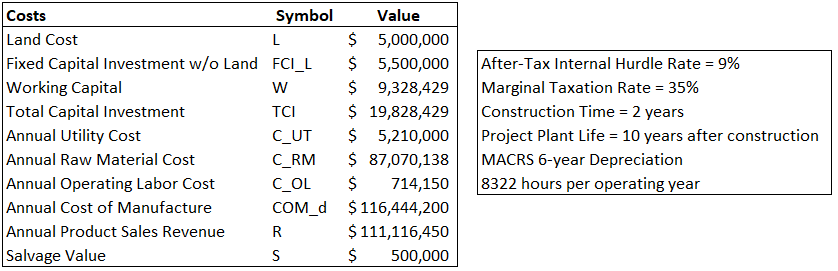 Costs Symbol Value
Land Cost L $ 5,000,000
Fixed Capital Investment w/o Land FCI_L $ 5,500,000
Working Capital W $ 9,328,429
Total Capital Investment TCI $ 19,828,429
Annual Utility Cost C_UT $ 5,210,000
Annual Raw Material Cost C_RM $ 87,070,138
Annual Operating Labor Cost C_OL $ 714,150
Annual Cost of Manufacture COM_d $ 116,444,200
Annual Product Sales Revenue R $ 111,116,450
Salvage Value S $ 500,000
After-Tax Internal Hurdle Rate = 9%
Marginal Taxation Rate = 35%
Construction Time = 2 years
Project Plant Life = 10 years after construction
MACRS 6-year Depreciation
8322 hours per operating year